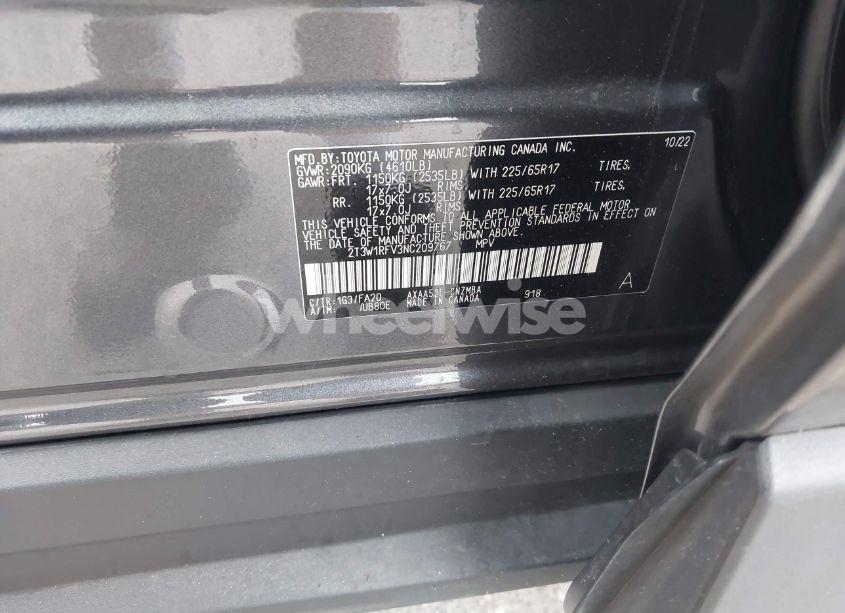 MFD.BY:TOYOTA MOTOR MANUFACTURING CANADA INC. 10/22
GVWR:2090KG (4610LB)
GAWR:FRT. 1150KG (2535LB) WITH 225/65R17 TIRES,
17x7.0J RIMS,
RR. 1150KG (2535LB) WITH 225/65R17 TIRES,
17x7.0J RIMS,
THIS VEHICLE CONFORMS TO ALL APPLICABLE FEDERAL MOTOR
VEHICLE SAFETY AND THEFT PREVENTION STANDARDS IN EFFECT ON
THE DATE OF MANUFACTURE SHOWN ABOVE.
2T3W1RFV3NC209767 MPV
A
C/TR:1G3/FA20 918
A/TM: /UB80E MADE IN CANADA
wheelwise